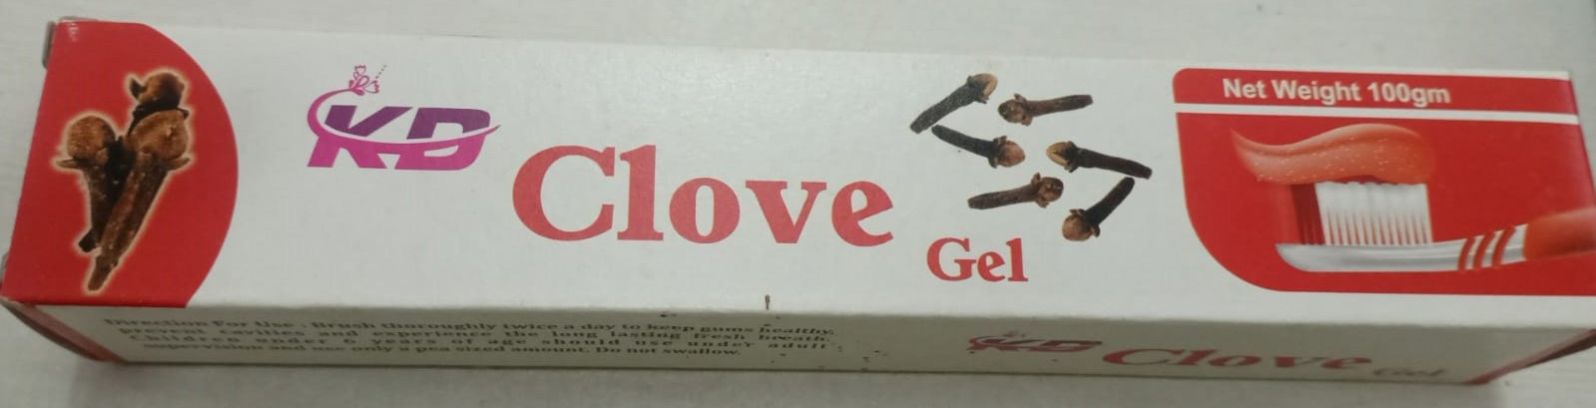 KD
Clove
Gel
Net Weight 100gm
Direction For Use : Brush thoroughly twice a day to keep gums healthy,
prevent cavities and experience the long lasting fresh breath.
Children under 6 years of age should use under adult
supervision and use only a pea sized amount. Do not swallow.
KD Clove Gel